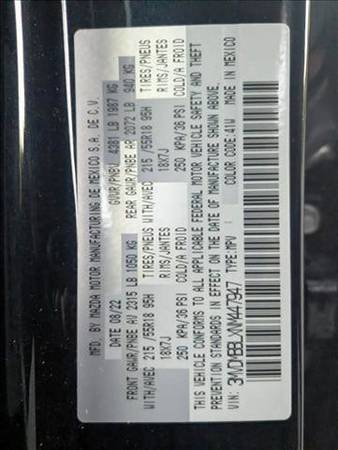 MFD. BY MAZDA MOTOR MANUFACTURING DE MEXICO S.A. DE C.V.
DATE: 08/22 GVWR/PNBV 4381 LB 1987 KG
FRONT GAWR/PNBE AV 2315 LB 1050 KG REAR GAWR/PNBE AR 2072 LB 940 KG
WITH/AVEC 215 /55R18 95H TIRES/PNEUS WITH/AVEC 215 /55R18 95H TIRES/PNEUS
18X7J RIMS/JANTES 18X7J RIMS/JANTES
250 KPA/36 PSI COLD/A FROID 250 KPA/36 PSI COLD/A FROID
THIS VEHICLE CONFORMS TO ALL APPLICABLE FEDERAL MOTOR VEHICLE SAFETY AND THEFT
PREVENTION STANDARDS IN EFFECT ON THE DATE OF MANUFACTURE SHOWN ABOVE.
VIN: TYPE: MPV COLOR CODE: 41W MADE IN MEXICO